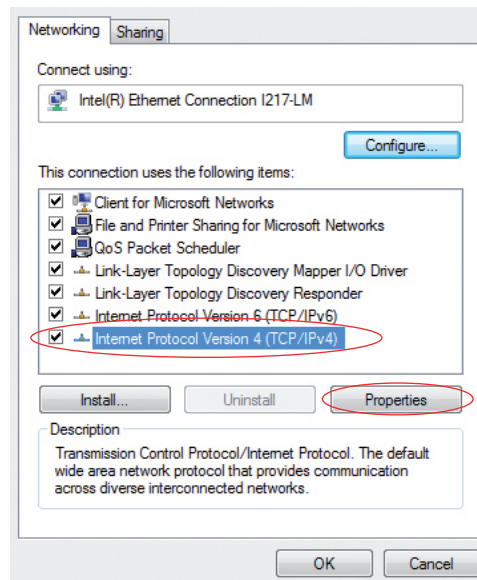 Networking Sharing
Connect using:
Intel(R) Ethernet Connection I217-LM
Configure...
This connection uses the following items:
Client for Microsoft Networks
File and Printer Sharing for Microsoft Networks
QoS Packet Scheduler
Link-Layer Topology Discovery Mapper I/O Driver
Link-Layer Topology Discovery Responder
Internet Protocol Version 6 (TCP/IPv6)
Internet Protocol Version 4 (TCP/IPv4)
Install... Uninstall Properties
Description
Transmission Control Protocol/Internet Protocol. The default
wide area network protocol that provides communication
across diverse interconnected networks.
OK Cancel